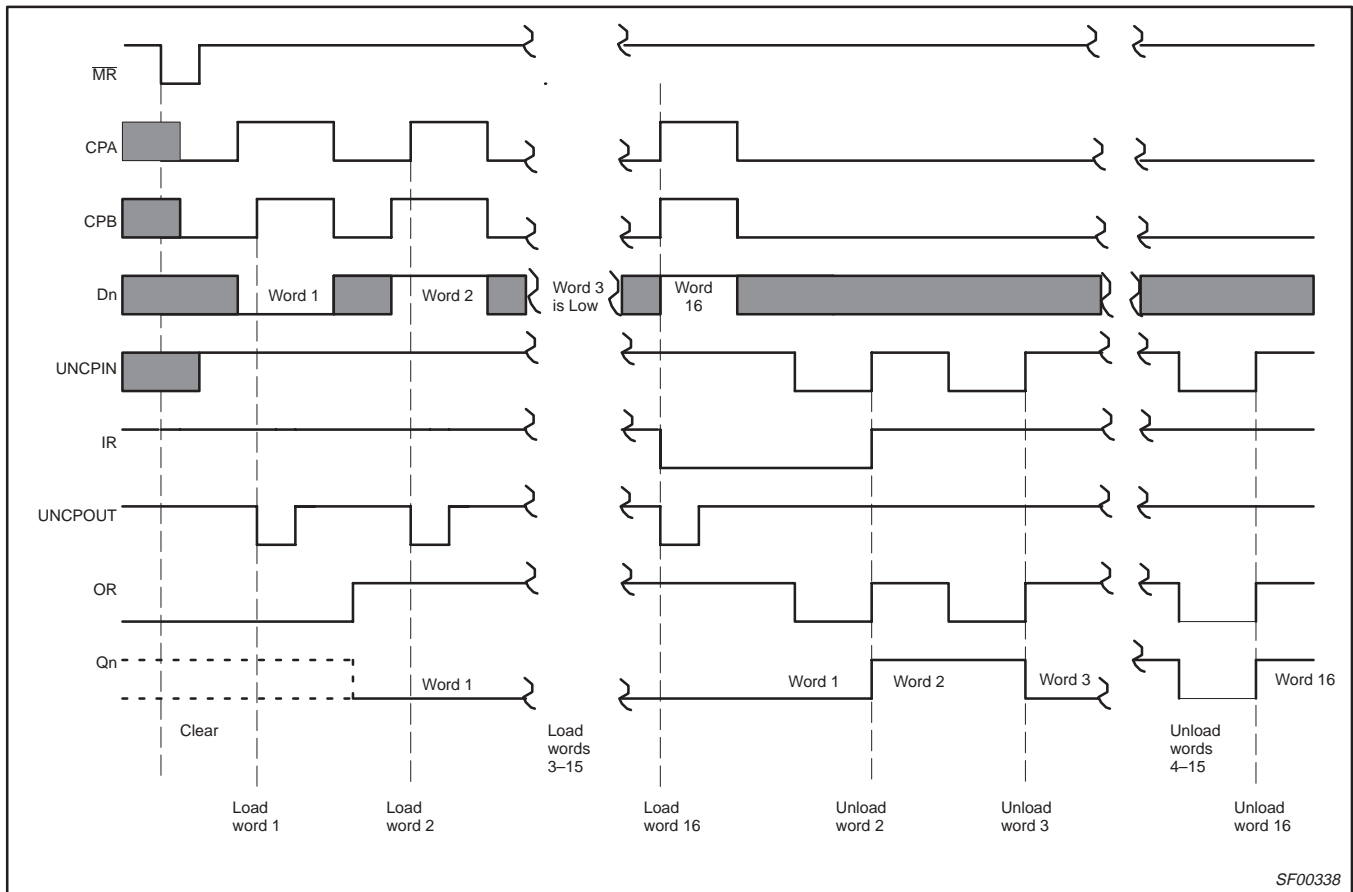 MR
CPA
CPB
Dn
Word 1
Word 2
Word 3
is Low
Word
16
UNCPIN
IR
UNCPOUT
OR
Qn
Word 1
Word 1
Word 2
Word 3
Word 16
Clear
Load
words
3–15
Unload
words
4–15
Load
word 1
Load
word 2
Load
word 16
Unload
word 2
Unload
word 3
Unload
word 16
SF00338